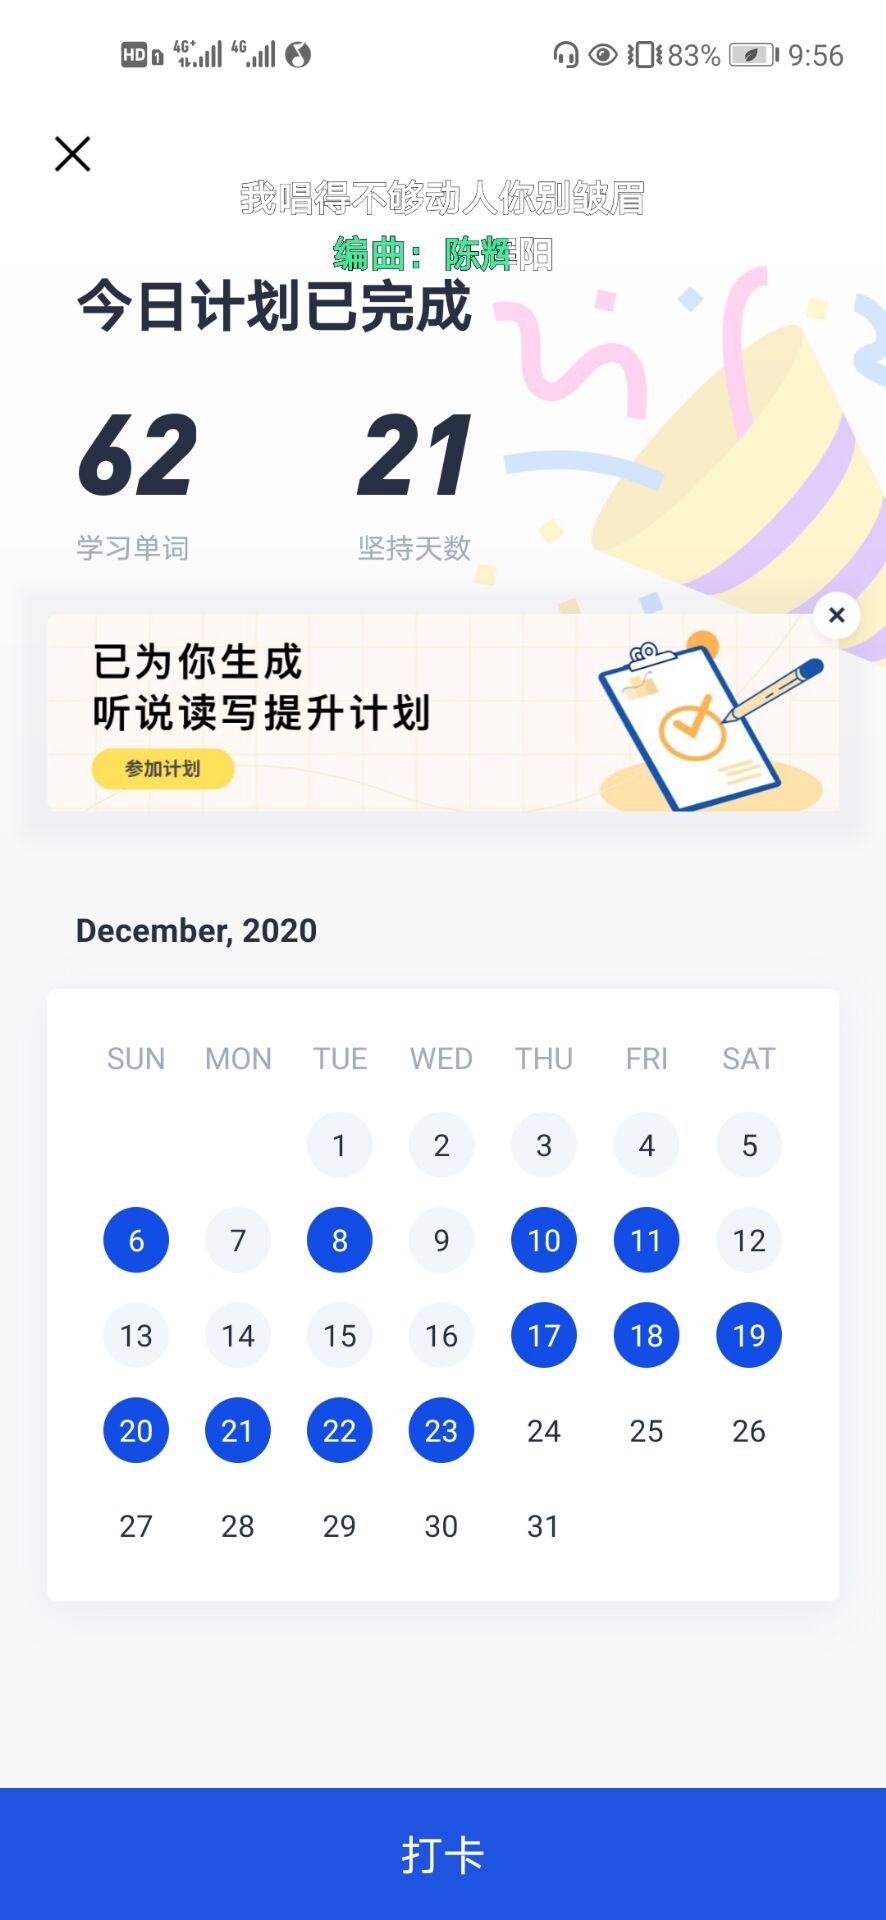 HD 1 4G+ 4G 83% 9:56
我唱得不够动人你别皱眉
编曲：陈辉阳
今日计划已完成
62 21
学习单词 坚持天数
已为你生成
听说读写提升计划
参加计划
December, 2020
SUN MON TUE WED THU FRI SAT
1 2 3 4 5
6 7 8 9 10 11 12
13 14 15 16 17 18 19
20 21 22 23 24 25 26
27 28 29 30 31
打卡